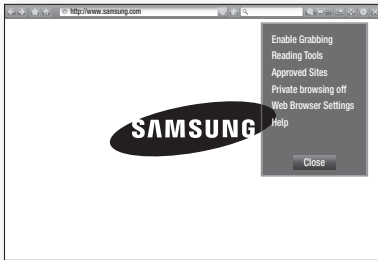 http://www.samsung.com
Enable Grabbing
Reading Tools
Approved Sites
Private browsing off
Web Browser Settings
Help
SAMSUNG
Close